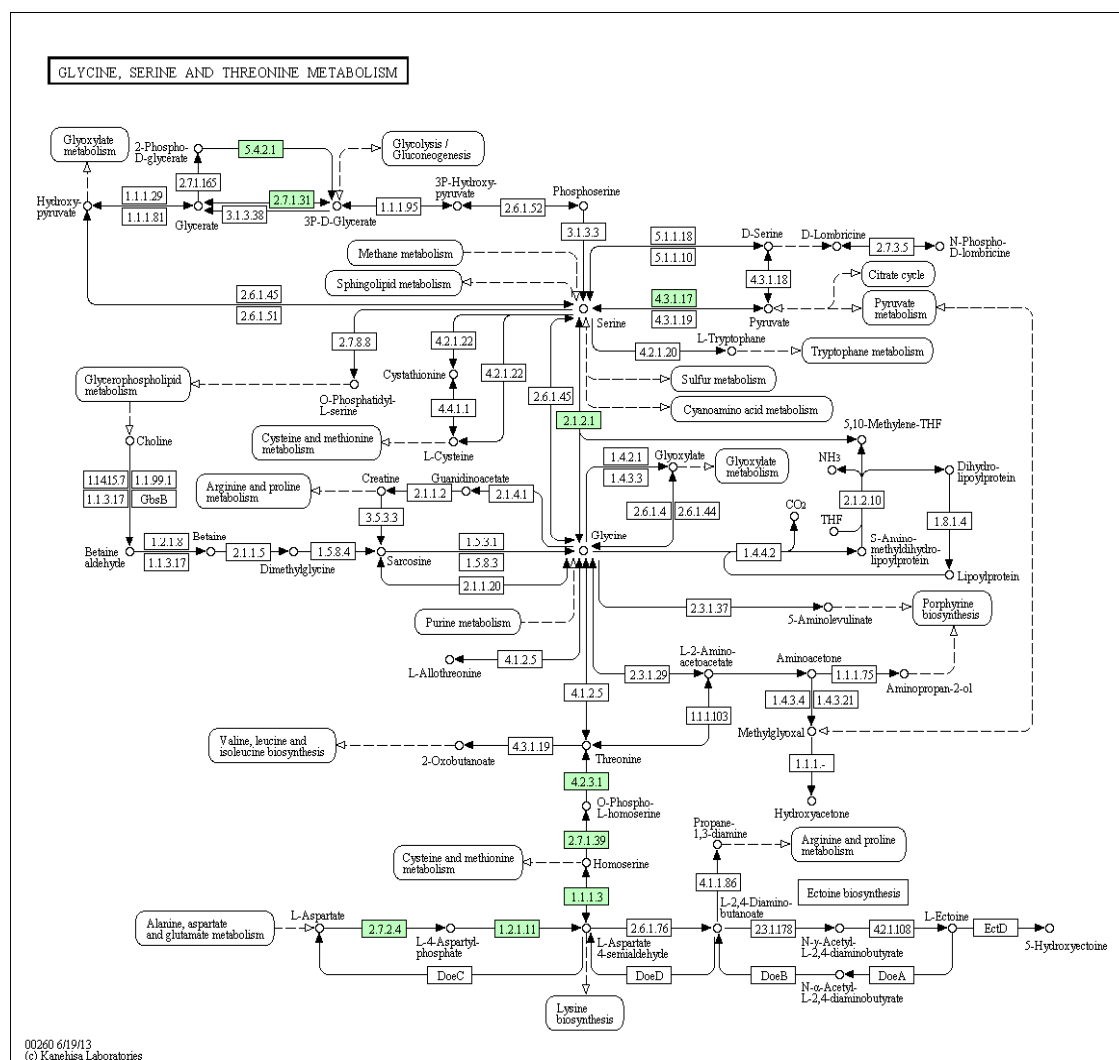 GLYCINE, SERINE AND THREONINE METABOLISM
Glyoxylate
metabolism
2-Phospho-
D-glycerate
5.4.2.1
Glycolysis /
Gluconeogenesis
2.7.1.165
Hydroxy-
pyruvate
1.1.1.29
1.1.1.81
Glycerate
2.7.1.31
3.1.3.38
3P-D-Glycerate
1.1.1.95
3P-Hydroxy-
pyruvate
2.6.1.52
Phosphoserine
3.1.3.3
Methane metabolism
Sphingolipid metabolism
5.1.1.18
5.1.1.10
D-Serine
D-Lombricine
2.7.3.5
N-Phospho-
D-lombricine
4.3.1.18
Citrate cycle
2.6.1.45
2.6.1.51
Serine
4.3.1.17
4.3.1.19
Pyruvate
Pyruvate
metabolism
2.7.8.8
4.2.1.22
4.2.1.22
4.2.1.20
L-Tryptophane
Tryptophane metabolism
Glycerophospholipid
metabolism
O-Phosphatidyl-
L-serine
Cystathionine
4.4.1.1
2.6.1.45
Sulfur metabolism
Cyanoamino acid metabolism
2.1.2.1
Choline
Cysteine and methionine
metabolism
L-Cysteine
5,10-Methylene-THF
1.14.15.7
1.1.99.1
1.1.3.17
GbsB
Arginine and proline
metabolism
Creatine
2.1.1.2
Guanidinoacetate
2.1.4.1
1.4.2.1
1.4.3.3
Glyoxylate
Glyoxylate
metabolism
NH3
Dihydro-
lipoylprotein
2.1.2.10
3.5.3.3
2.6.1.4
2.6.1.44
CO2
THF
1.8.1.4
Betaine
aldehyde
1.2.1.8
1.1.3.17
Betaine
2.1.1.5
Dimethylglycine
1.5.8.4
Sarcosine
1.5.3.1
1.5.8.3
2.1.1.20
Glycine
1.4.4.2
S-Amino-
methyldihydro-
lipoylprotein
Lipoylprotein
Purine metabolism
2.3.1.37
5-Aminolevulinate
Porphyrine
biosynthesis
L-Allothreonine
4.1.2.5
2.3.1.29
L-2-Amino-
acetoacetate
Aminoacetone
1.1.1.75
Aminopropan-2-ol
4.1.2.5
1.1.1.103
1.4.3.4
1.4.3.21
Valine, leucine and
isoleucine biosynthesis
2-Oxobutanoate
4.3.1.19
Threonine
Methylglyoxal
1.1.1.-
4.2.3.1
O-Phospho-
L-homoserine
Hydroxyacetone
2.7.1.39
Propane-
1,3-diamine
Arginine and proline
metabolism
Cysteine and methionine
metabolism
Homoserine
4.1.1.86
Ectoine biosynthesis
1.1.1.3
Alanine, aspartate
and glutamate metabolism
L-Aspartate
2.7.2.4
L-4-Aspartyl-
phosphate
1.2.1.11
L-Aspartate
4-semialdehyde
2.6.1.76
L-2,4-Diamino-
butanoate
2.3.1.178
N-γ-Acetyl-
L-2,4-diaminobutyrate
4.2.1.108
L-Ectoine
EctD
5-Hydroxyectoine
DoeC
DoeD
DoeB
N-α-Acetyl-
L-2,4-diaminobutyrate
DoeA
Lysine
biosynthesis
00260 6/19/13
(c) Kanehisa Laboratories